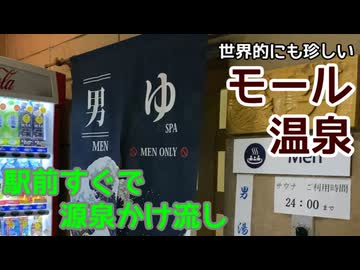 世界的にも珍しい
モール
温泉
駅前すぐで
源泉かけ流し
男
MEN
ゆ
SPA
MEN ONLY
Men
男湯
サウナ ご利用時間
24:00まで